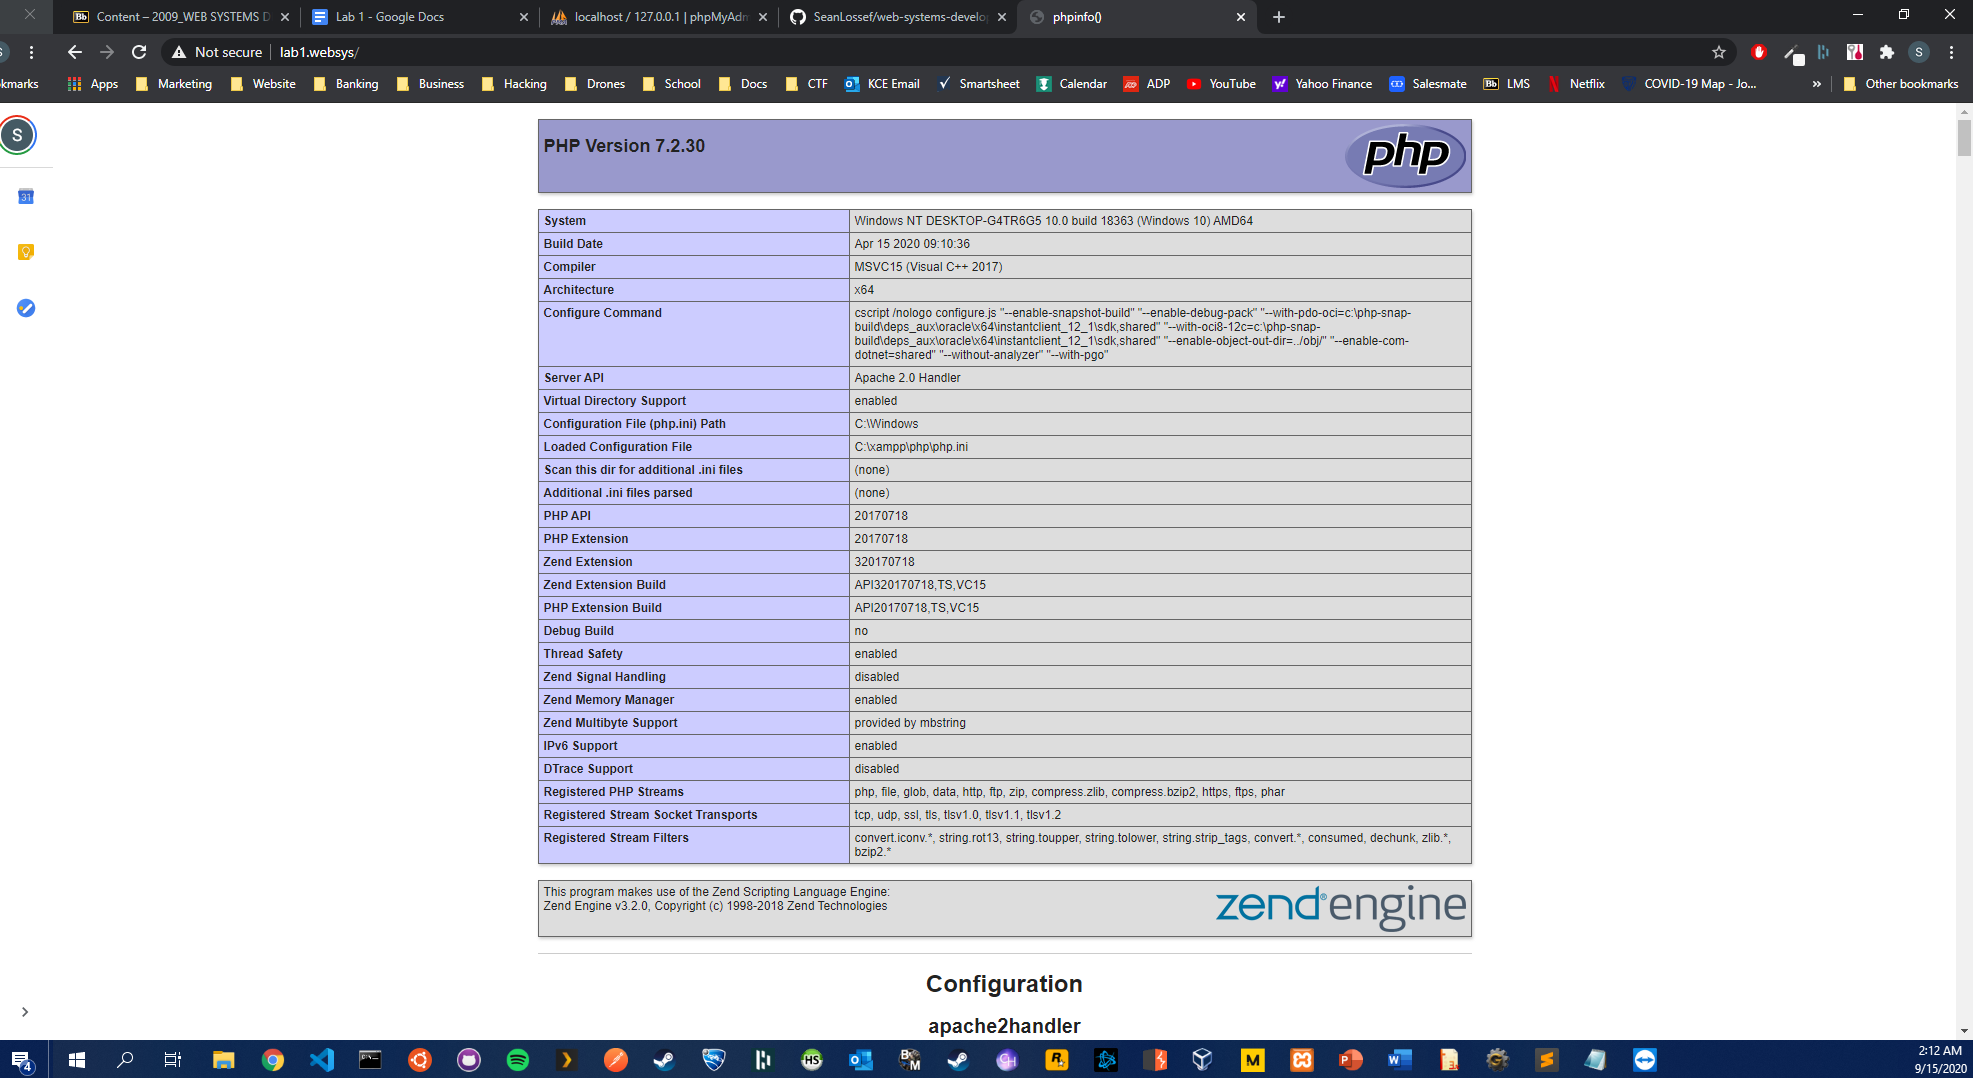 Content – 2009_WEB SYSTEMS D
Lab 1 - Google Docs
localhost / 127.0.0.1 | phpMyAdm
SeanLossef/web-systems-develop
phpinfo()
Not secure
lab1.websys/
S
kmarks
Apps
Marketing
Website
Banking
Business
Hacking
Drones
School
Docs
CTF
KCE Email
Smartsheet
Calendar
ADP
YouTube
Yahoo Finance
Salesmate
LMS
Netflix
COVID-19 Map - Jo...
»
Other bookmarks
S
31
PHP Version 7.2.30
php
System Windows NT DESKTOP-G4TR6G5 10.0 build 18363 (Windows 10) AMD64
Build Date Apr 15 2020 09:10:36
Compiler MSVC15 (Visual C++ 2017)
Architecture x64
Configure Command cscript /nologo configure.js "--enable-snapshot-build" "--enable-debug-pack" "--with-pdo-oci=c:\php-snap-
build\deps_aux\oracle\x64\instantclient_12_1\sdk,shared" "--with-oci8-12c=c:\php-snap-
build\deps_aux\oracle\x64\instantclient_12_1\sdk,shared" "--enable-object-out-dir=../obj/" "--enable-com-
dotnet=shared" "--without-analyzer" "--with-pgo"
Server API Apache 2.0 Handler
Virtual Directory Support enabled
Configuration File (php.ini) Path C:\Windows
Loaded Configuration File C:\xampp\php\php.ini
Scan this dir for additional .ini files (none)
Additional .ini files parsed (none)
PHP API 20170718
PHP Extension 20170718
Zend Extension 320170718
Zend Extension Build API320170718,TS,VC15
PHP Extension Build API20170718,TS,VC15
Debug Build no
Thread Safety enabled
Zend Signal Handling disabled
Zend Memory Manager enabled
Zend Multibyte Support provided by mbstring
IPv6 Support enabled
DTrace Support disabled
Registered PHP Streams php, file, glob, data, http, ftp, zip, compress.zlib, compress.bzip2, https, ftps, phar
Registered Stream Socket Transports tcp, udp, ssl, tls, tlsv1.0, tlsv1.1, tlsv1.2
Registered Stream Filters convert.iconv.*, string.rot13, string.toupper, string.tolower, string.strip_tags, convert.*, consumed, dechunk, zlib.*,
bzip2.*
This program makes use of the Zend Scripting Language Engine:
Zend Engine v3.2.0, Copyright (c) 1998-2018 Zend Technologies
zend® engine
Configuration
apache2handler
4
2:12 AM
9/15/2020